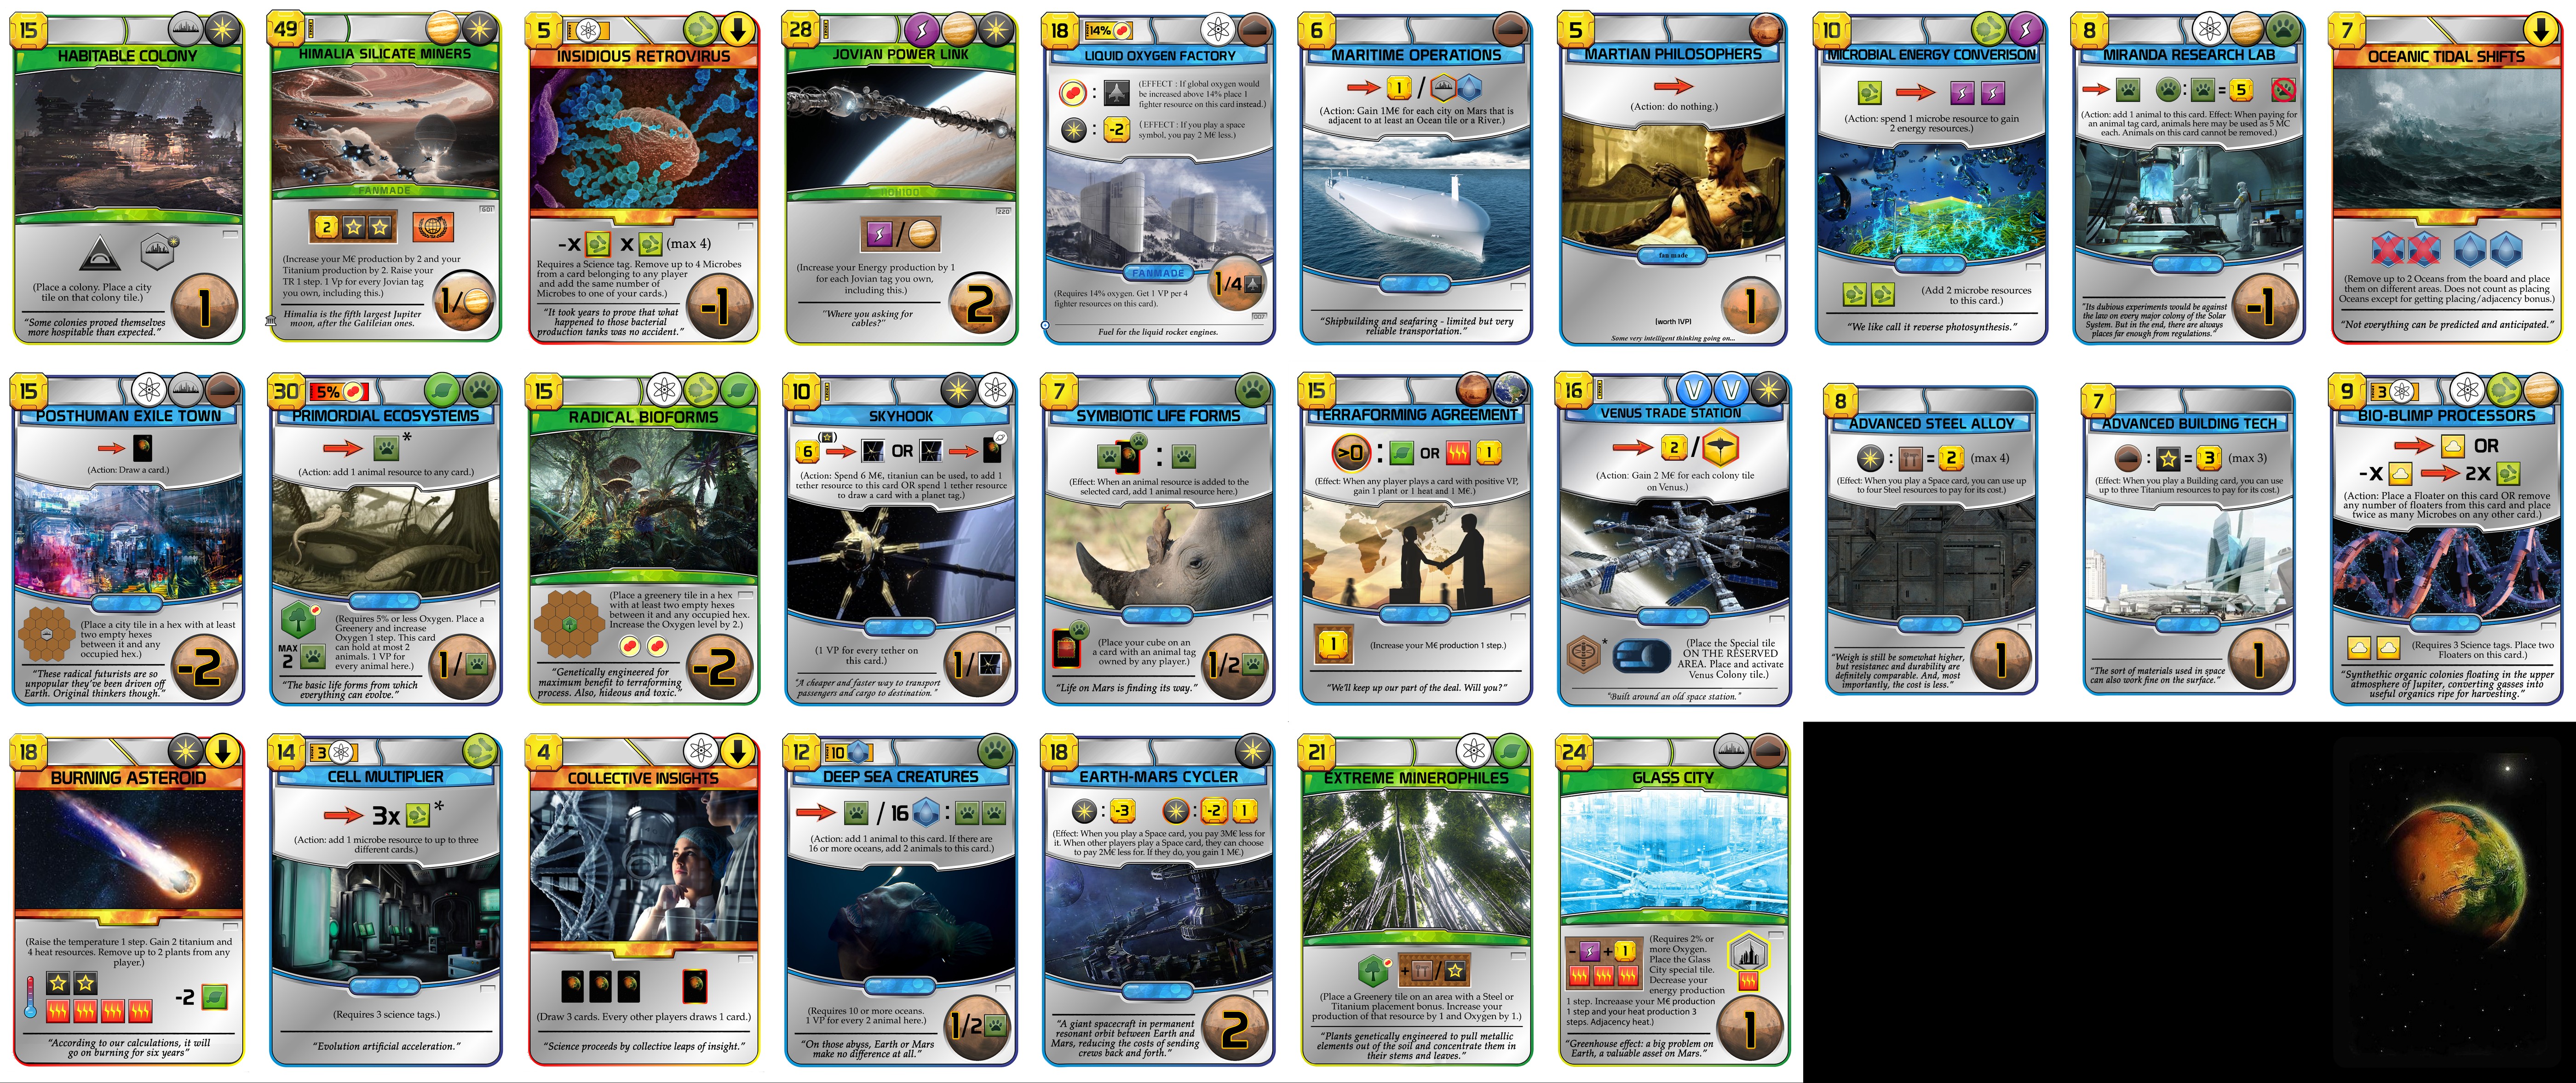 15
HABITABLE COLONY
(Place a colony. Place a city
tile on that colony tile.)
1
"Some colonies proved themselves
more hospitable than expected."
49
HIMALIA SILICATE MINERS
FANMADE
601
2
(Increase your M€ production by 2 and your
Titanium production by 2. Raise your
TR 1 step. 1 Vp for every Jovian tag
you own, including this.)
1/
Himalia is the fifth largest Jupiter
moon, after the Galileian ones.
5
INSIDIOUS RETROVIRUS
-X X (max 4)
Requires a Science tag. Remove up to 4 Microbes
from a card belonging to any player
and add the same number of
Microbes to one of your cards.)
-1
"It took years to prove that what
happened to those bacterial
production tanks was no accident."
28
JOVIAN POWER LINK
220
/
(Increase your Energy production by 1
for each Jovian tag you own,
including this.)
2
"Where you asking for
cables?"
18
14%
LIQUID OXYGEN FACTORY
: (EFFECT : If global oxygen would
be increased above 14% place 1
fighter resource on this card instead.)
: -2 (EFFECT : If you play a space
symbol, you pay 2 M€ less.)
FANMADE
(Requires 14% oxygen. Get 1 VP per 4
fighter resources on this card).
1/4
007
Fuel for the liquid rocket engines.
6
MARITIME OPERATIONS
1 /
(Action: Gain 1M€ for each city on Mars that is
adjacent to at least an Ocean tile or a River.)
"Shipbuilding and seafaring - limited but very
reliable transportation."
5
MARTIAN PHILOSOPHERS
(Action: do nothing.)
fan made
1
(worth 1VP)
Some very intelligent thinking going on...
10
MICROBIAL ENERGY CONVERISON
(Action: spend 1 microbe resource to gain
2 energy resources.)
(Add 2 microbe resources
to this card.)
"We like call it reverse photosynthesis."
8
MIRANDA RESEARCH LAB
: = 5
(Action: add 1 animal to this card. Effect: When paying for
an animal tag card, animals here may be used as 5 MC
each. Animals on this card cannot be removed.)
"Its dubious experiments would be against
the law on every major colony of the Solar
System. But in the end, there are always
places far enough from regulations."
-1
7
OCEANIC TIDAL SHIFTS
(Remove up to 2 Oceans from the board and place
them on different areas. Does not count as placing
Oceans except for getting placing/adjacency bonus.)
"Not everything can be predicted and anticipated."
15
POSTHUMAN EXILE TOWN
(Action: Draw a card.)
(Place a city tile in a hex with at least
two empty hexes
between it and any
occupied hex.)
-2
"These radical futurists are so
unpopular they've been driven off
Earth. Original thinkers though."
30
5%
PRIMORDIAL ECOSYSTEMS
*
(Action: add 1 animal resource to any card.)
MAX
2
(Requires 5% or less Oxygen. Place a
Greenery and increase
Oxygen 1 step. This card
can hold at most 2
animals. 1 VP for
every animal here.)
1/
"The basic life forms from which
everything can evolve."
15
RADICAL BIOFORMS
(Place a greenery tile in a hex
with at least two empty hexes
between it and any occupied hex.
Increase the Oxygen level by 2.)
-2
"Genetically engineered for
maximum benefit to terraforming
process. Also, hideous and toxic."
10
SKYHOOK
6 OR
(Action: Spend 6 M€, titaniun can be used, to add 1
tether resource to this card OR spend 1 tether resource
to draw a card with a planet tag.)
(1 VP for every tether on
this card.)
1/
"A cheaper and faster way to transport
passengers and cargo to destination."
7
SYMBIOTIC LIFE FORMS
:
(Effect: When an animal resource is added to the
selected card, add 1 animal resource here.)
(Place your cube on an
a card with an animal tag
owned by any player.)
1/2
"Life on Mars is finding its way."
15
TERRAFORMING AGREEMENT
>0 : OR 1
(Effect: When any player plays a card with positive VP,
gain 1 plant or 1 heat and 1 M€.)
1
(Increase your M€ production 1 step.)
"We'll keep up our part of the deal. Will you?"
16
VENUS TRADE STATION
2 /
(Action: Gain 2 M€ for each colony tile
on Venus.)
*
(Place the Special tile
ON THE RESERVED
AREA. Place and activate
Venus Colony tile.)
"Built around an old space station."
8
ADVANCED STEEL ALLOY
: = 2 (max 4)
(Effect: When you play a Space card, you can use up
to four Steel resources to pay for its cost.)
"Weigh is still be somewhat higher,
but resistanc and durability are
definitely comparable. And, most
importantly, the cost is less."
1
7
ADVANCED BUILDING TECH
: = 3 (max 3)
(Effect: When you play a Building card, you can use
up to three Titanium resources to pay for its cost.)
"The sort of materials used in space
can also work fine on the surface."
1
9
3
BIO-BLIMP PROCESSORS
OR
-X 2X
(Action: Place a Floater on this card OR remove
any number of floaters from this card and place
twice as many Microbes on any other card.)
(Requires 3 Science tags. Place two
Floaters on this card.)
"Synthethic organic colonies floating in the upper
atmosphere of Jupiter, converting gasses into
useful organics ripe for harvesting."
18
BURNING ASTEROID
(Raise the temperature 1 step. Gain 2 titanium and
4 heat resources. Remove up to 2 plants from any
player.)
-2
"According to our calculations, it will
go on burning for six years"
14
3
CELL MULTIPLIER
3x *
(Action: add 1 microbe resource to up to three
different cards.)
(Requires 3 science tags.)
"Evolution artificial acceleration."
4
COLLECTIVE INSIGHTS
(Draw 3 cards. Every other players draws 1 card.)
"Science proceeds by collective leaps of insight."
12
10
DEEP SEA CREATURES
/ 16 :
(Action: add 1 animal to this card. If there are
16 or more oceans, add 2 animals to this card.)
(Requires 10 or more oceans.
1 VP for every 2 animal here.)
1/2
"On those abyss, Earth or Mars
make no difference at all."
18
EARTH-MARS CYCLER
: -3 : -2 1
(Effect: When you play a Space card, you pay 3M€ less for
it. When other players play a Space card, they can choose
to pay 2M€ less for. If they do, you gain 1 M€.)
"A giant spacecraft in permanent
resonant orbit between Earth and
Mars, reducing the costs of sending
crews back and forth."
2
21
EXTREME MINEROPHILES
+ /
(Place a Greenery tile on an area with a Steel or
Titanium placement bonus. Increase your
production of that resource by 1 and Oxygen by 1.)
"Plants genetically engineered to pull metallic
elements out of the soil and concentrate them in
their stems and leaves."
24
GLASS CITY
- + 1
(Requires 2% or
more Oxygen.
Place the Glass
City special tile.
Decrease your
energy production
1 step. Increaase your M€ production
1 step and your heat production 3
steps. Adjacency heat.)
1
"Greenhouse effect: a big problem on
Earth, a valuable asset on Mars."